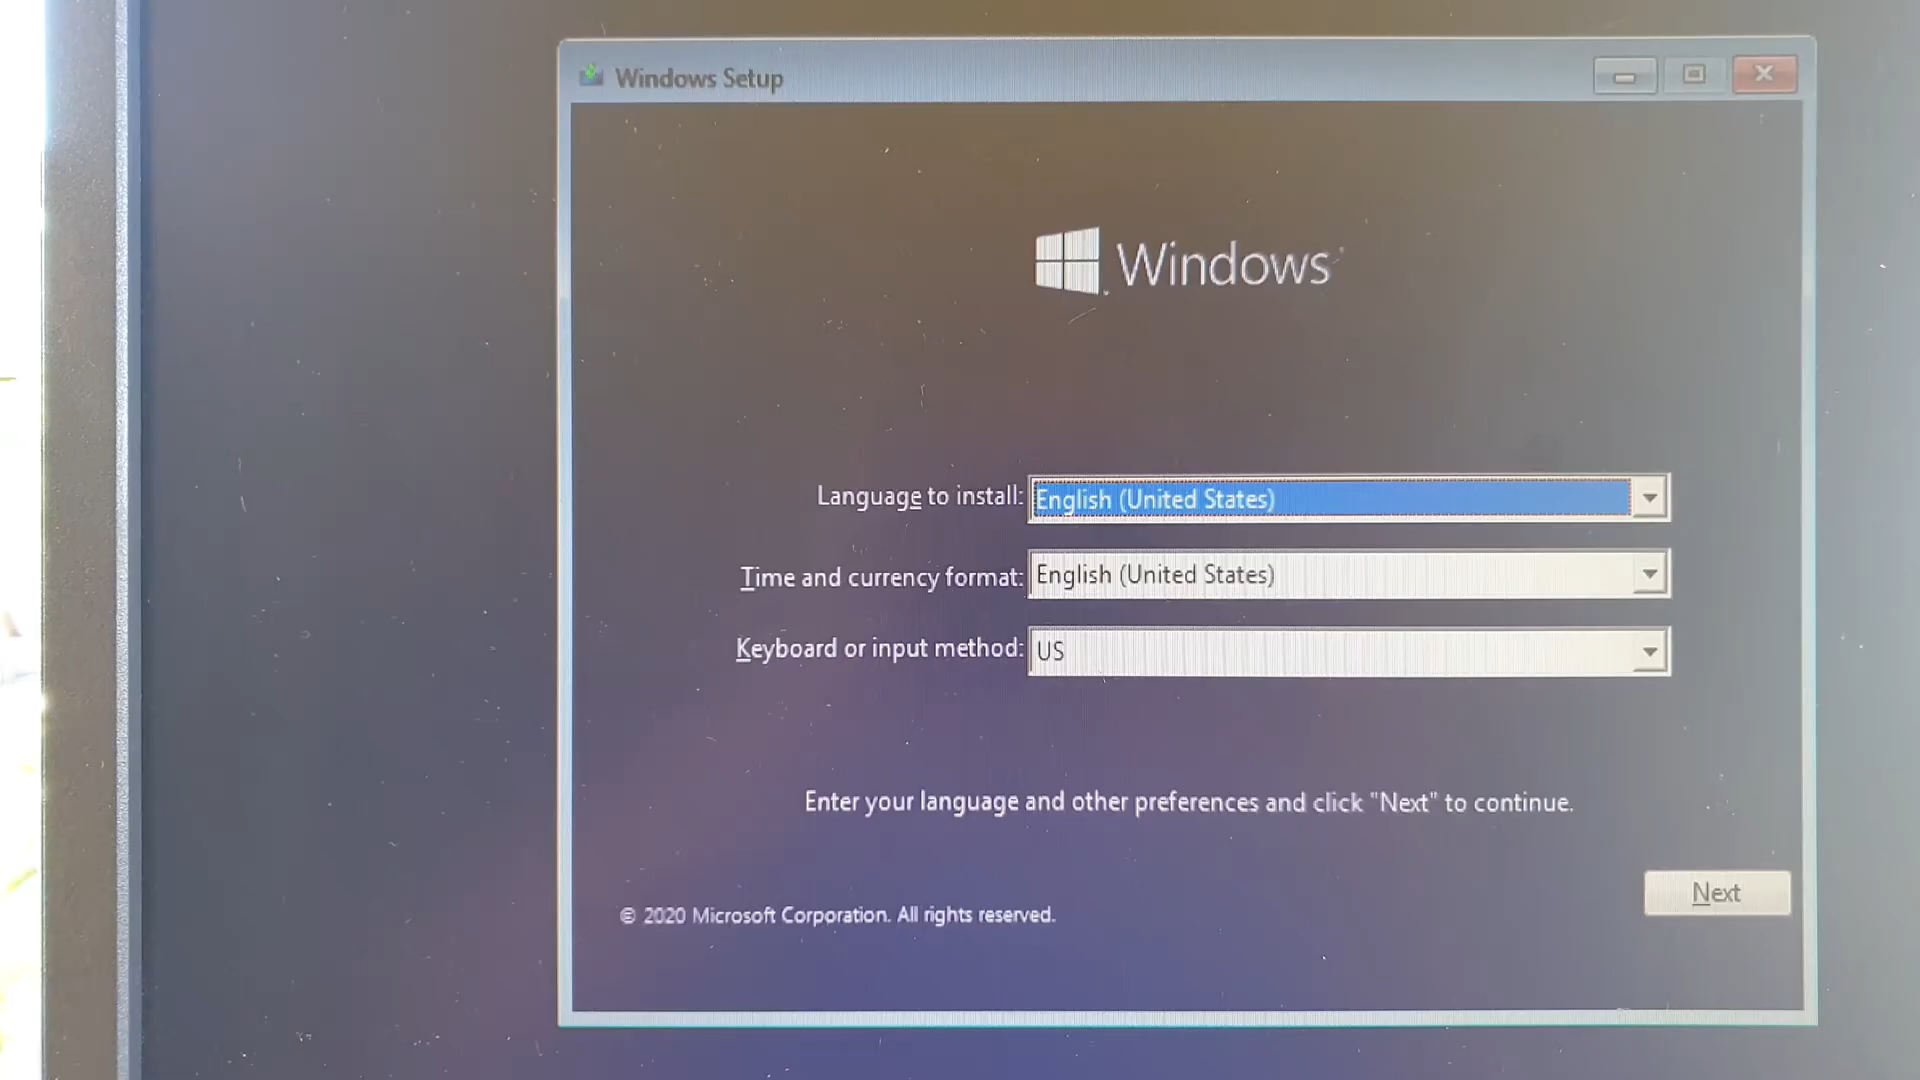 Windows Setup
Windows
Language to install: English (United States)
Time and currency format: English (United States)
Keyboard or input method: US
Enter your language and other preferences and click "Next" to continue.
Next
© 2020 Microsoft Corporation. All rights reserved.